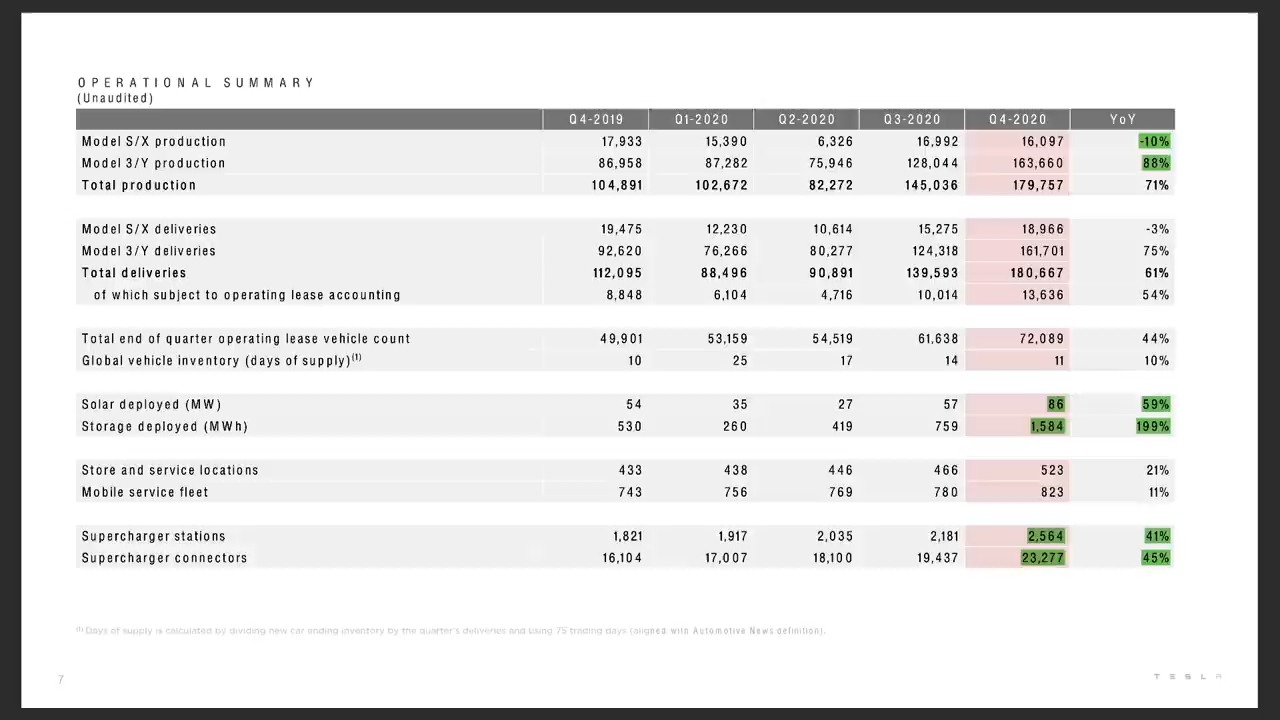 OPERATIONAL SUMMARY
(Unaudited)
Q4-2019 Q1-2020 Q2-2020 Q3-2020 Q4-2020 YoY
Model S/X production 17,933 15,390 6,326 16,992 16,097 -10%
Model 3/Y production 86,958 87,282 75,946 128,044 163,660 88%
Total production 104,891 102,672 82,272 145,036 179,757 71%
Model S/X deliveries 19,475 12,230 10,614 15,275 18,966 -3%
Model 3/Y deliveries 92,620 76,266 80,277 124,318 161,701 75%
Total deliveries 112,095 88,496 90,891 139,593 180,667 61%
of which subject to operating lease accounting 8,848 6,104 4,716 10,014 13,636 54%
Total end of quarter operating lease vehicle count 49,901 53,159 54,519 61,638 72,089 44%
Global vehicle inventory (days of supply)(1) 10 25 17 14 11 10%
Solar deployed (MW) 54 35 27 57 86 59%
Storage deployed (MWh) 530 260 419 759 1,584 199%
Store and service locations 433 438 446 466 523 21%
Mobile service fleet 743 756 769 780 823 11%
Supercharger stations 1,821 1,917 2,035 2,181 2,564 41%
Supercharger connectors 16,104 17,007 18,100 19,437 23,277 45%
(1) Days of supply is calculated by dividing new car ending inventory by the quarter's deliveries and using 75 trading days (aligned with Automotive News definition).
7
TESLA